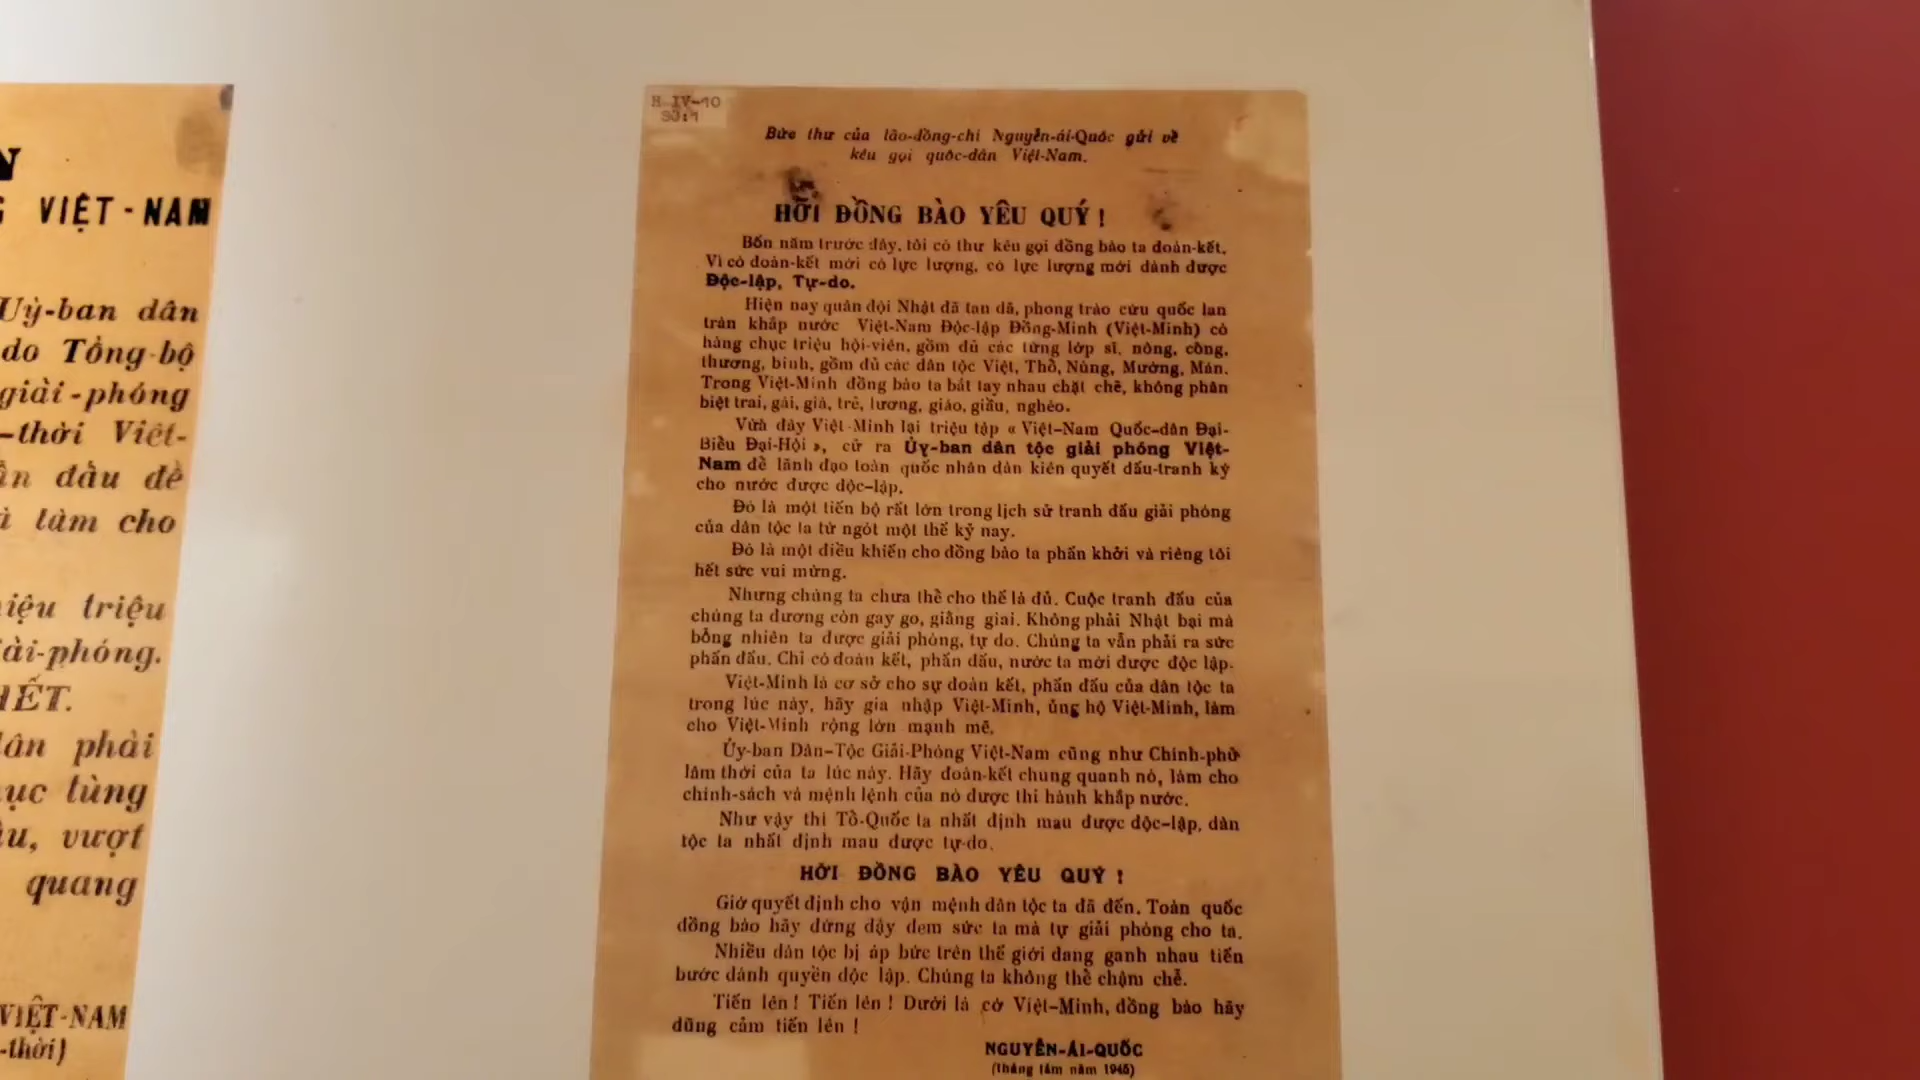 N
G VIỆT-NAM
Uỷ-ban dân
do Tổng-bộ
giải-phóng
–thời Việt-
dấu để
làm cho
triệu
ải-phóng.
HẾT.
dân phải
ục tùng
vượt
quang
VIỆT-NAM
-thời)
H IV-10
Sử:1
Bức thư của lão-đồng-chí Nguyễn-ái-Quốc gửi về
kêu gọi quốc-dân Việt-Nam.
HỠI ĐỒNG BÀO YÊU QUÝ !
Bốn năm trước đây, tôi có thư kêu gọi đồng bào ta đoàn-kết.
Vì có đoàn-kết mới có lực lượng, có lực lượng mới dành được
Độc-lập, Tự-do.
Hiện nay quân đội Nhật đã tan dã, phong trào cứu quốc lan
tràn khắp nước Việt-Nam Độc-lập Đồng-Minh (Việt-Minh) có
hàng chục triệu hội-viên, gồm đủ các từng lớp sĩ, nông, công,
thương, binh, gồm đủ các dân tộc Việt, Thổ, Nùng, Mường, Mán.
Trong Việt-Minh đồng bào ta bắt tay nhau chặt chẽ, không phân
biệt trai, gái, già, trẻ, lương, giáo, giầu, nghèo.
Vừa đây Việt-Minh lại triệu tập « Việt–Nam Quốc–dân Đại-
Biểu Đại-Hội », cử ra Ủy-ban dân tộc giải phóng Việt-
Nam để lãnh đạo toàn quốc nhân dân kiên quyết đấu-tranh kỳ
cho nước được độc–lập.
Đó là một tiến bộ rất lớn trong lịch sử tranh đấu giải phóng
của dân tộc ta từ ngót một thế kỷ nay.
Đó là một điều khiến cho đồng bào ta phấn khởi và riêng tôi
hết sức vui mừng.
Nhưng chúng ta chưa thể cho thế là đủ. Cuộc tranh đấu của
chúng ta đương còn gay go, giằng giai. Không phải Nhật bại mà
bỗng nhiên ta được giải phóng, tự do. Chúng ta vẫn phải ra sức
phấn đấu. Chỉ có đoàn kết, phấn đấu, nước ta mới được độc lập.
Việt-Minh là cơ sở cho sự đoàn kết, phấn đấu của dân tộc ta
trong lúc này, hãy gia nhập Việt-Minh, ủng hộ Việt-Minh, làm
cho Việt-Minh rộng lớn mạnh mẽ.
Ủy-ban Dân–Tộc Giải-Phóng Việt-Nam cũng như Chính-phủ
lâm thời của ta lúc này. Hãy đoàn-kết chung quanh nó, làm cho
chính-sách và mệnh lệnh của nó được thi hành khắp nước.
Như vậy thì Tổ-Quốc ta nhất định mau được độc–lập, dân
tộc ta nhất định mau được tự-do.
HỠI ĐỒNG BÀO YÊU QUÝ !
Giờ quyết định cho vận mệnh dân tộc ta đã đến. Toàn quốc
đồng bào hãy đứng dậy đem sức ta mà tự giải phóng cho ta.
Nhiều dân tộc bị áp bức trên thế giới đang ganh nhau tiến
bước dành quyền độc lập. Chúng ta không thể chậm chễ.
Tiến lên ! Tiến lên ! Dưới lá cờ Việt–Minh, đồng bào hãy
dũng cảm tiến lên !
NGUYỄN-ÁI-QUỐC
(tháng tám năm 1945)